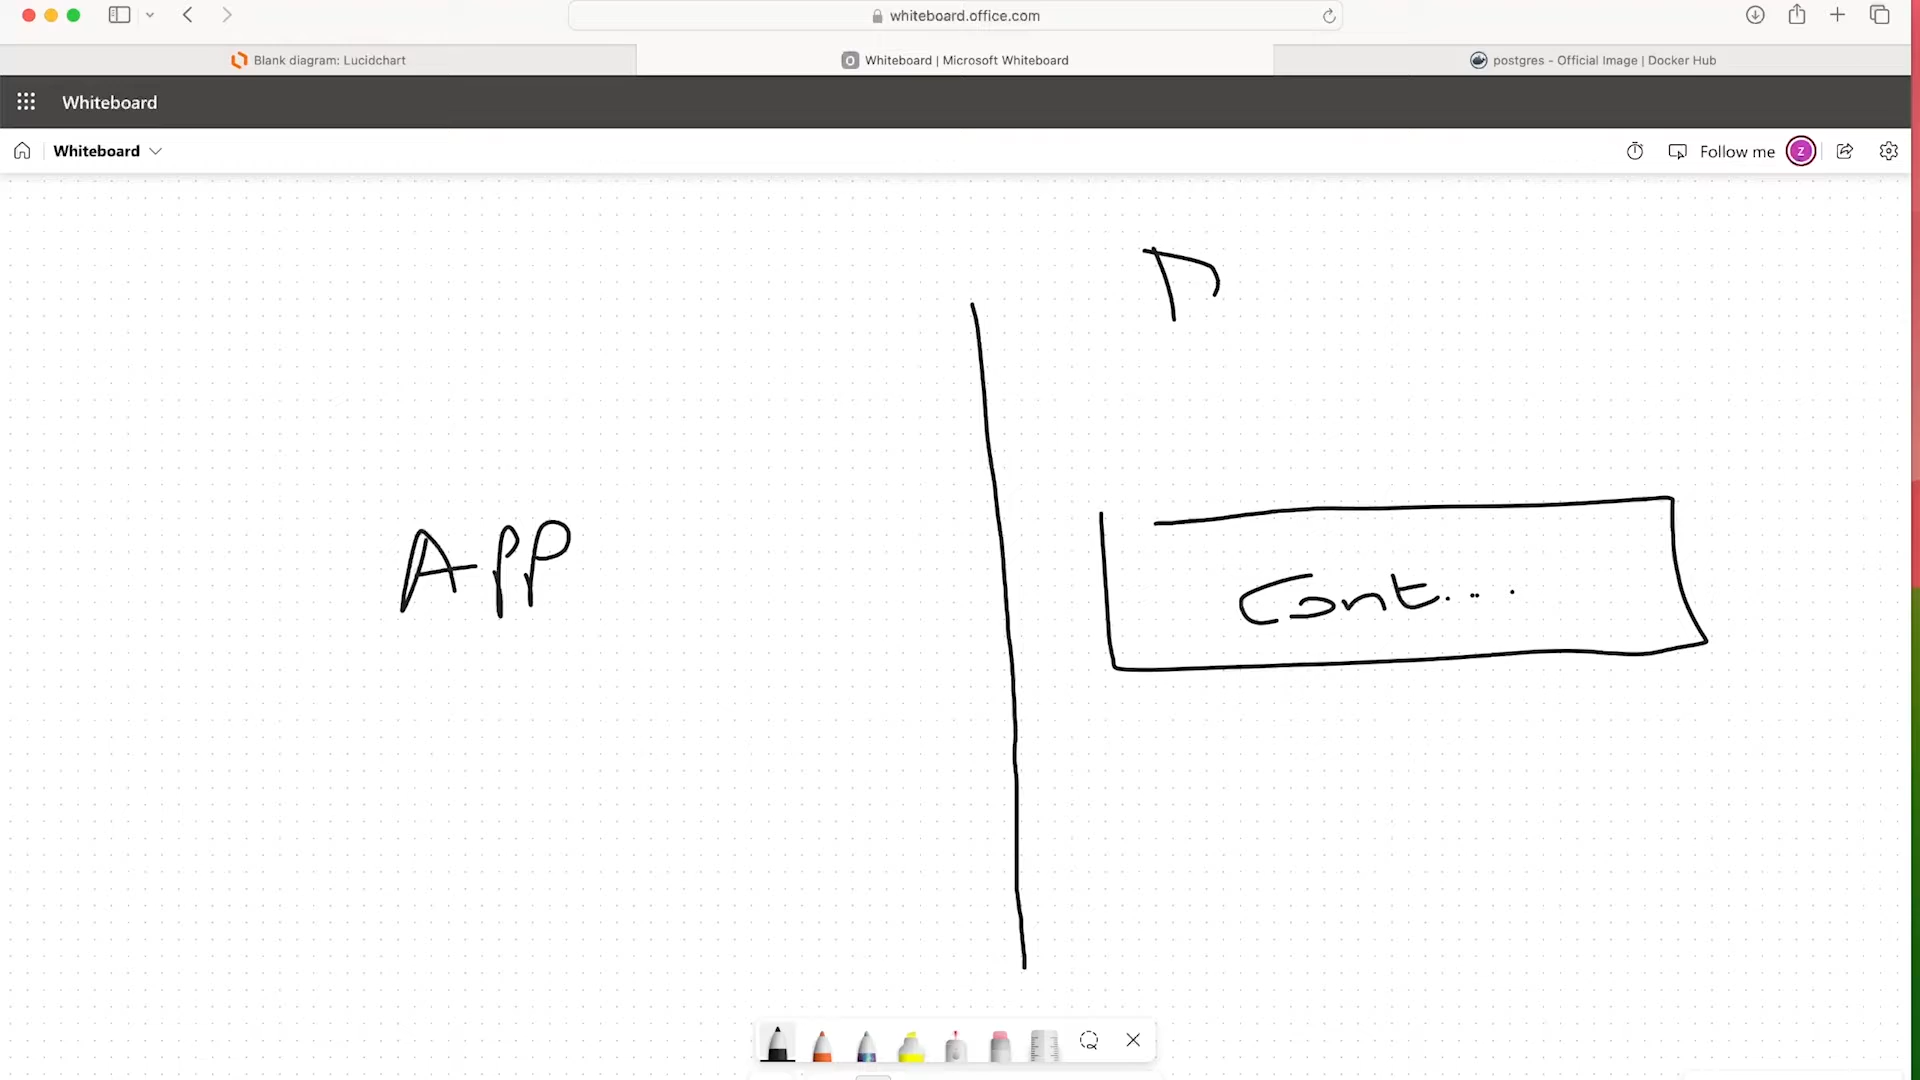 whiteboard.office.com
Blank diagram: Lucidchart
Whiteboard | Microsoft Whiteboard
postgres - Official Image | Docker Hub
Whiteboard
Whiteboard
Follow me
Z
App
Cont...